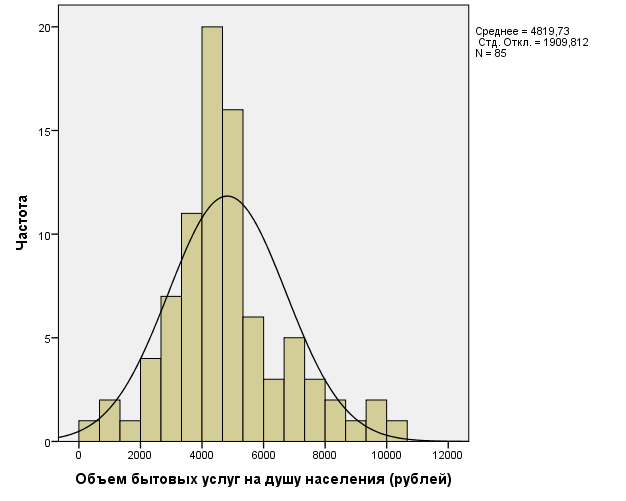 Среднее = 4819,73
Стд. Откл. = 1909,812
N = 85
20
15
10
5
0
Частота
0 2000 4000 6000 8000 10000 12000
Объем бытовых услуг на душу населения (рублей)